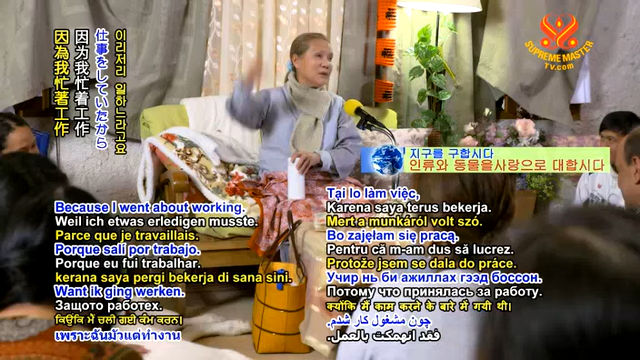 이리저리 일하느라고요
仕事をしていたから
因为我忙着工作
因為我忙著工作
SUPREME MASTER
TV.com
지구를 구합시다
인류와 동물을사랑으로 대합시다
Because I went about working.
Weil ich etwas erledigen musste.
Parce que je travaillais.
Porque salí por trabajo.
Porque eu fui trabalhar.
kerana saya pergi bekerja di sana sini.
Want ik ging werken.
Защото работех.
ਕਿਉਂਕਿ ਮੈਂ ਚਲੀ ਗਈ ਕੰਮ ਕਰਨ।
เพราะฉันมัวแต่ทำงาน
Tại lo làm việc,
Karena saya terus bekerja.
Mert a munkáról volt szó.
Bo zajęłam się pracą.
Pentru că m-am dus să lucrez.
Protože jsem se dala do práce.
Учир нь би ажиллах гээд боссон.
Потому что принялась за работу.
क्योंकि मैं काम करने के बारे में गयी थी।
چون مشغول کار شدم.
فقد انهمكت بالعمل.